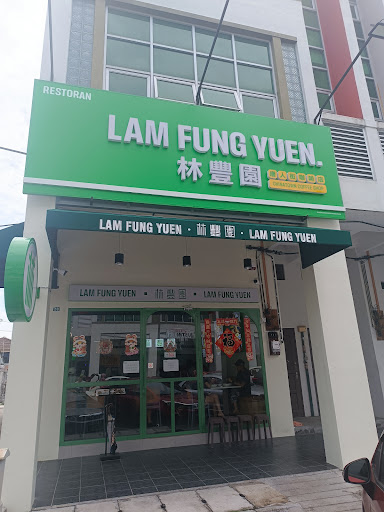 RESTORAN
LAM FUNG YUEN.
林豐園
LAM FUNG YUEN · 林豐園 · LAM FUNG YUEN
LAM FUNG YUEN · 林豐園 · LAM FUNG YUEN